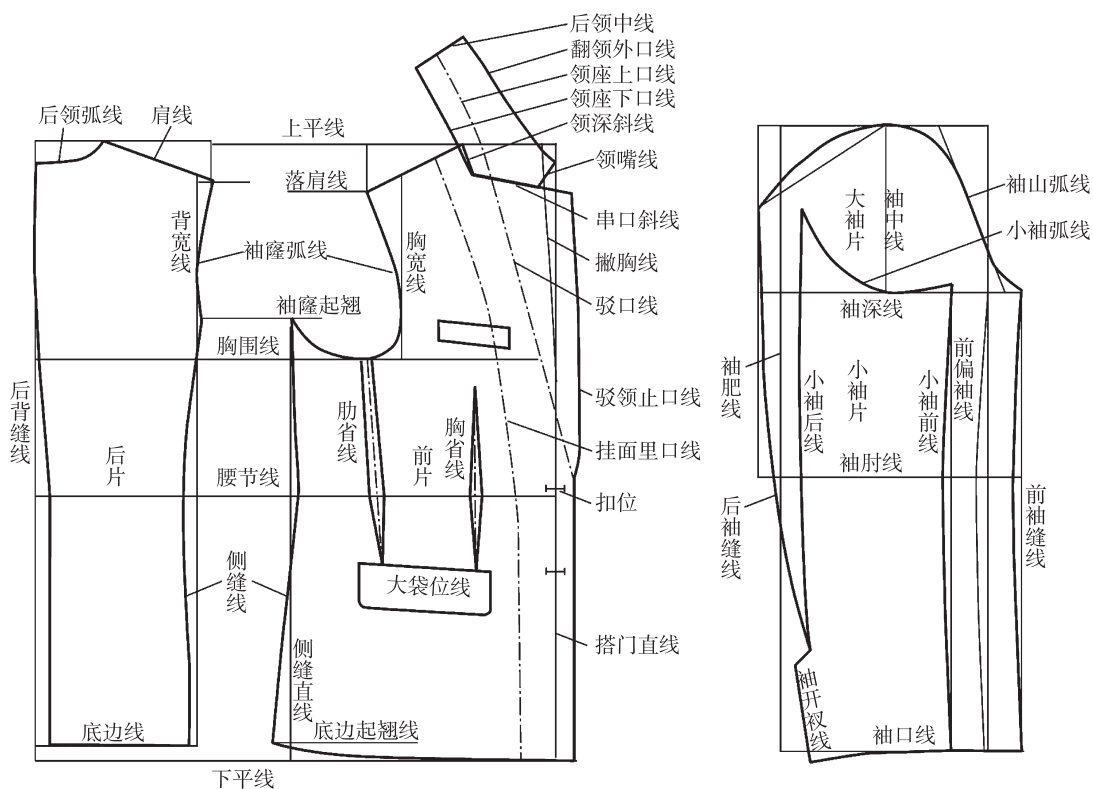 后领中线
翻领外口线
领座上口线
领座下口线
领深斜线
后领弧线
肩线
上平线
领嘴线
落肩线
串口斜线
背宽线
袖窿弧线
胸宽线
撇胸线
袖窿起翘
驳口线
胸围线
后背缝线
后片
腰节线
肋省线
前片
胸省线
驳领止口线
挂面里口线
扣位
侧缝线
大袋位线
搭门直线
侧缝直线
底边线
底边起翘线
下平线
大袖片
袖中线
袖山弧线
小袖弧线
袖深线
袖肥线
小袖后线
小袖片
小袖前线
前偏袖线
袖肘线
后袖缝线
前袖缝线
袖开衩线
袖口线